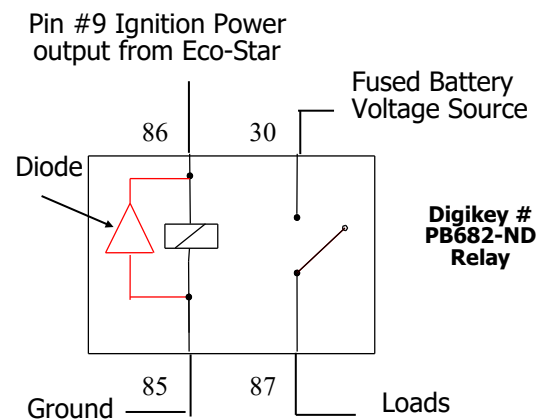 Pin #9 Ignition Power
output from Eco-Star
Fused Battery
Voltage Source
86
30
Diode
Digikey #
PB682-ND
Relay
85
87
Ground
Loads